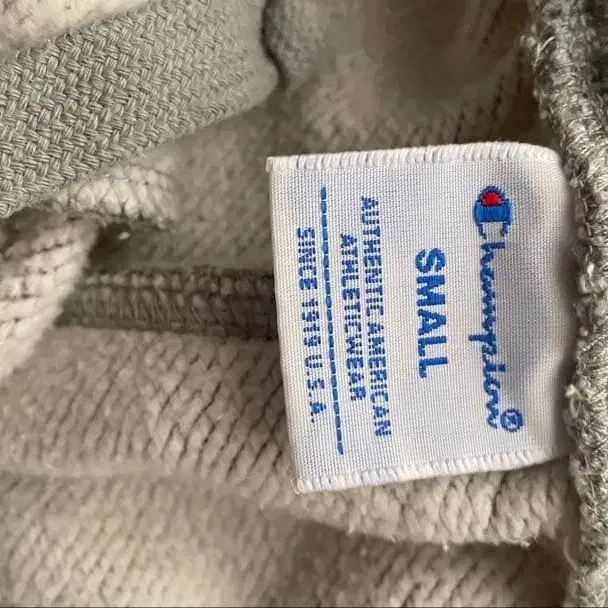 Champion®
SMALL
AUTHENTIC AMERICAN
ATHLETICWEAR
SINCE 1919 U.S.A.